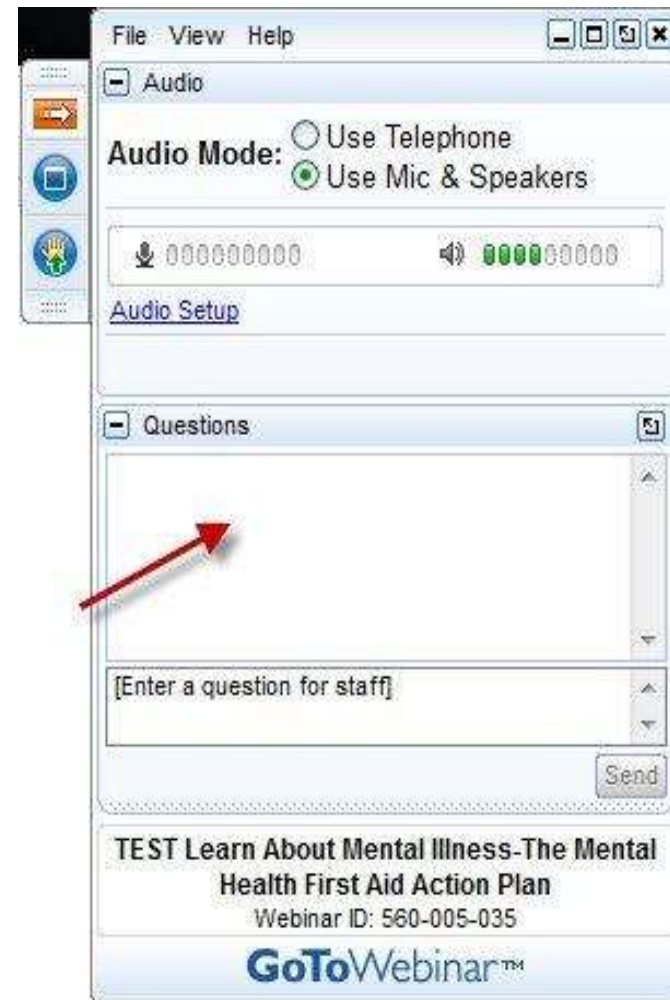 File View Help
Audio
Audio Mode:
Use Telephone
Use Mic & Speakers
Audio Setup
Questions
[Enter a question for staff]
Send
TEST Learn About Mental Illness-The Mental
Health First Aid Action Plan
Webinar ID: 560-005-035
GoToWebinar™